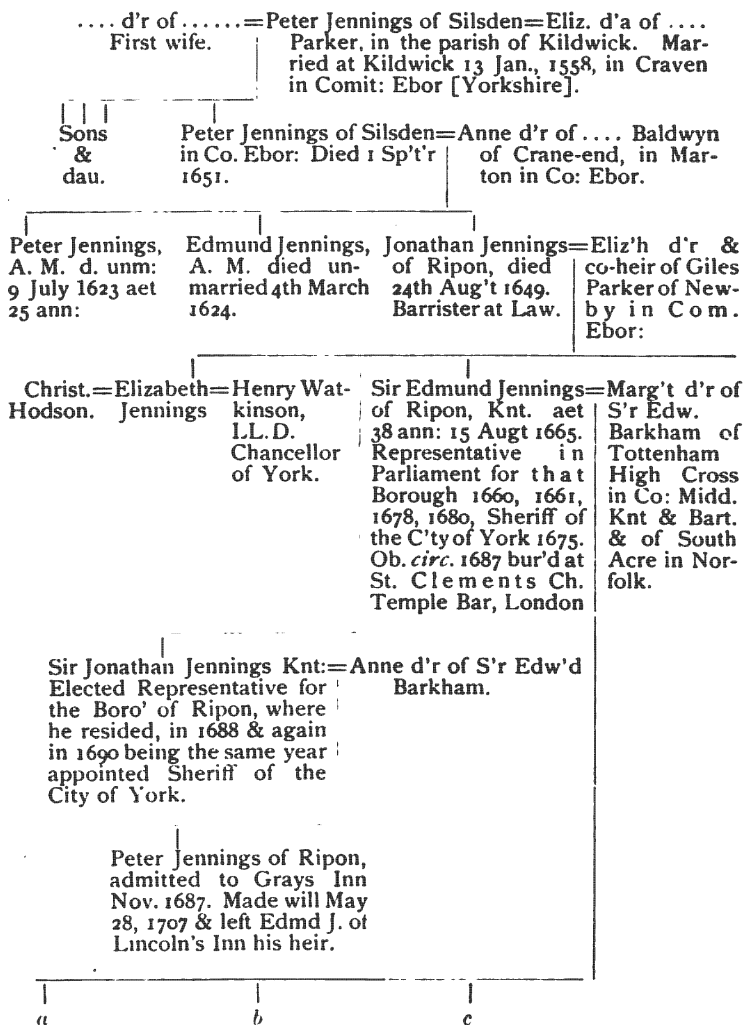 .... d'r of ......=Peter Jennings of Silsden=Eliz. d'a of ....
First wife.
Parker, in the parish of Kildwick. Mar-
ried at Kildwick 13 Jan., 1558, in Craven
in Comit: Ebor [Yorkshire].
Sons
&
dau.
Peter Jennings of Silsden=Anne d'r of .... Baldwyn
in Co. Ebor: Died 1 Sp't'r
1651.
of Crane-end, in Mar-
ton in Co: Ebor.
Peter Jennings,
A. M. d. unm:
9 July 1623 aet
25 ann:
Edmund Jennings,
A. M. died un-
married 4th March
1624.
Jonathan Jennings=Eliz'h d'r &
of Ripon, died
24th Aug't 1649.
Barrister at Law.
co-heir of Giles
Parker of New-
by in Com.
Ebor:
Christ.=Elizabeth=Henry Wat-
Hodson. Jennings kinson,
LL.D.
Chancellor
of York.
Sir Edmund Jennings=Marg't d'r of
of Ripon, Knt. aet
38 ann: 15 Augt 1665.
Representative in
Parliament for that
Borough 1660, 1661,
1678, 1680, Sheriff of
the C'ty of York 1675.
Ob. circ. 1687 bur'd at
St. Clements Ch.
Temple Bar, London
S'r Edw.
Barkham of
Tottenham
High Cross
in Co: Midd.
Knt & Bart.
& of South
Acre in Nor-
folk.
Sir Jonathan Jennings Knt:=Anne d'r of S'r Edw'd
Elected Representative for
the Boro' of Ripon, where
he resided, in 1688 & again
in 1690 being the same year
appointed Sheriff of the
City of York.
Barkham.
Peter Jennings of Ripon,
admitted to Grays Inn
Nov. 1687. Made will May
28, 1707 & left Edmd J. of
Lincoln's Inn his heir.
a b c